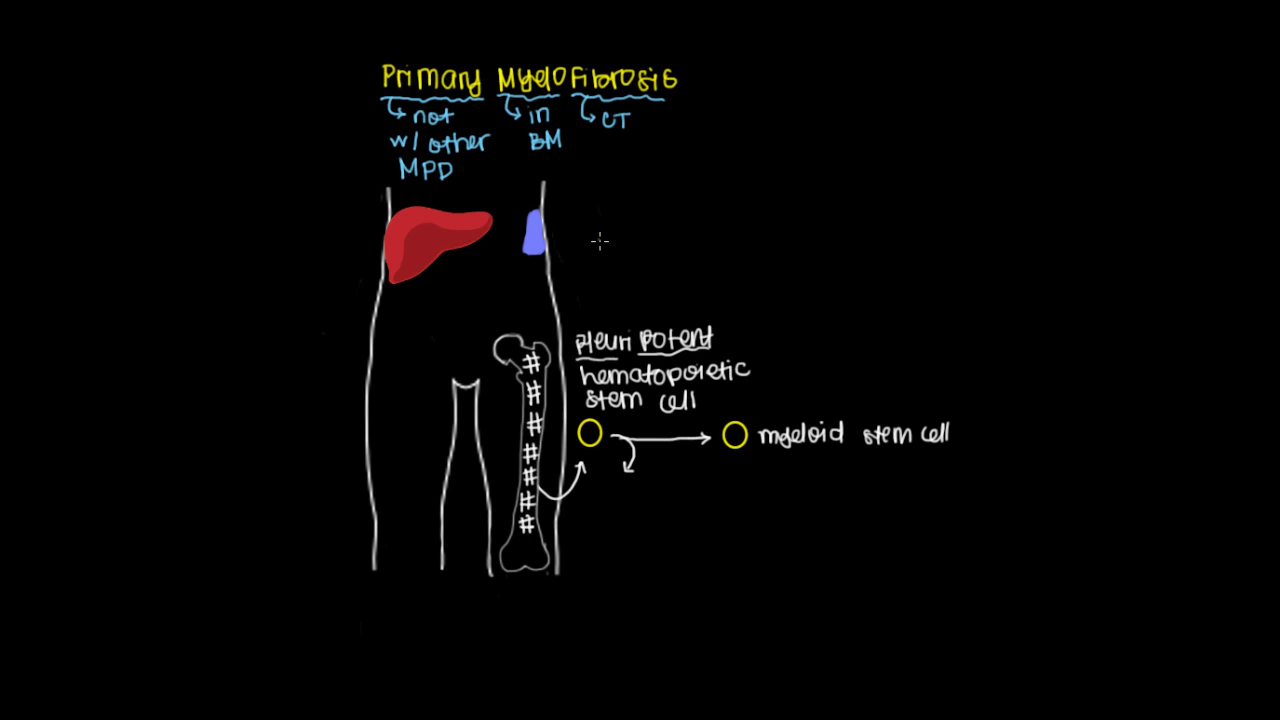 Primary MyeloFibrosis
not in CT
w/ other BM
MPD
pleuri potent
hematopoietic
stem cell
myeloid stem cell